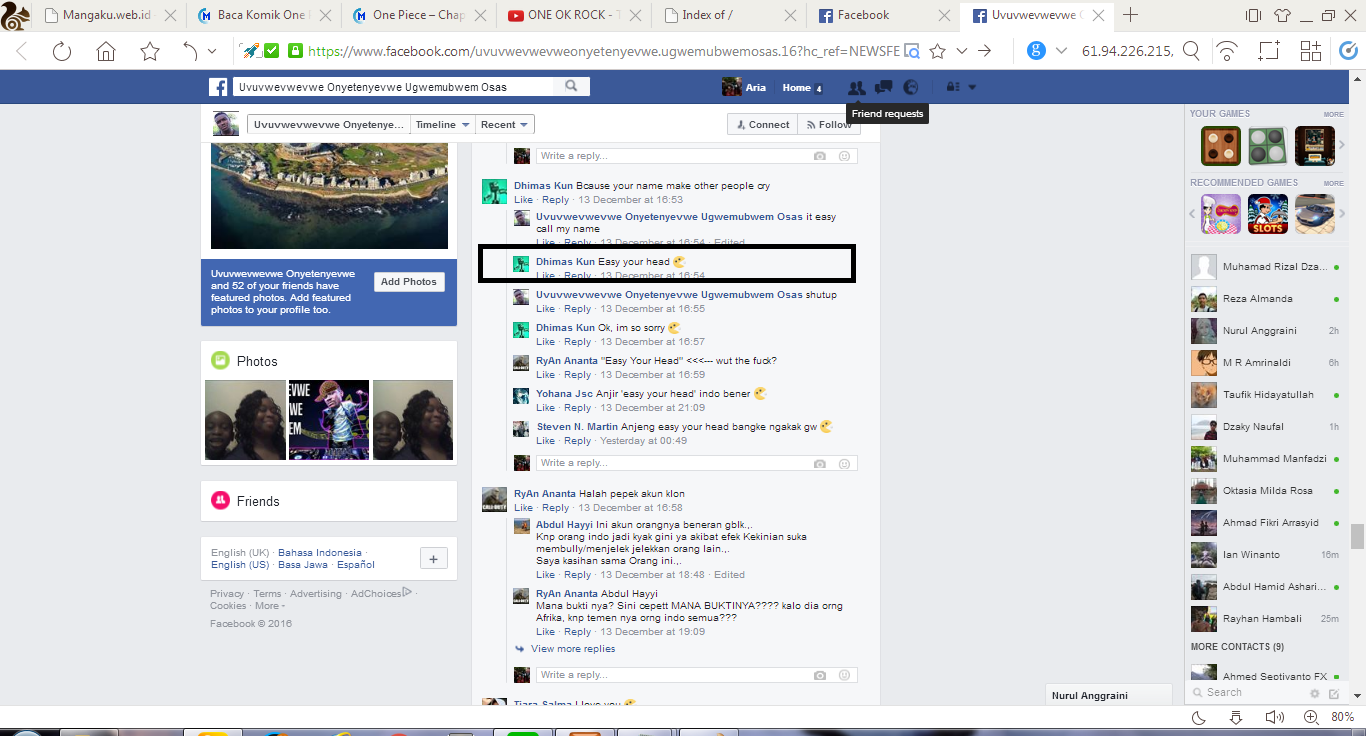 Mangaku.web.id -
Baca Komik One
One Piece – Chap
ONE OK ROCK -
Index of /
Facebook
Uvuvwevwevwe
https://www.facebook.com/uvuvwevwevweonyetenyevwe.ugwemubwemosas.16?hc_ref=NEWSFE
61.94.226.215,
Uvuvwevwevwe Onyetenyevwe Ugwemubwem Osas
Aria
Home 4
Friend requests
Uvuvwevwevwe Onyetenye...
Timeline
Recent
Connect
Follow
Uvuvwevwevwe Onyetenyevwe
and 52 of your friends have
featured photos. Add featured
photos to your profile too.
Add Photos
Photos
EVWE
WE
EM
Friends
English (UK) · Bahasa Indonesia ·
English (US) · Basa Jawa · Español
+
Privacy · Terms · Advertising · AdChoices ·
Cookies · More
Facebook © 2016
Write a reply...
Dhimas Kun Bcause your name make other people cry
Like · Reply · 13 December at 16:53
Uvuvwevwevwe Onyetenyevwe Ugwemubwem Osas it easy
call my name
Like · Reply · 13 December at 16:54 · Edited
Dhimas Kun Easy your head
Like · Reply · 13 December at 16:54
Uvuvwevwevwe Onyetenyevwe Ugwemubwem Osas shutup
Like · Reply · 13 December at 16:55
Dhimas Kun Ok, im so sorry
Like · Reply · 13 December at 16:57
RyAn Ananta "Easy Your Head" <<<--- wut the fuck?
Like · Reply · 13 December at 16:59
Yohana Jsc Anjir 'easy your head' indo bener
Like · Reply · 13 December at 21:09
Steven N. Martin Anjeng easy your head bangke ngakak gw
Like · Reply · Yesterday at 00:49
Write a reply...
RyAn Ananta Halah pepek akun klon
Like · Reply · 13 December at 16:58
Abdul Hayyi Ini akun orangnya beneran gblk.,.
Knp orang indo jadi kyak gini ya akibat efek Kekinian suka
membully/menjelek jelekkan orang lain.,.
Saya kasihan sama Orang ini.,.
Like · Reply · 13 December at 18:48 · Edited
RyAn Ananta Abdul Hayyi
Mana bukti nya? Sini cepett MANA BUKTINYA???? kalo dia orng
Afrika, knp temen nya orng indo semua???
Like · Reply · 13 December at 19:09
View more replies
Write a reply...
Tiara Salma I love you
YOUR GAMES
MORE
RECOMMENDED GAMES
MORE
SLOTS
Muhamad Rizal Dza...
Reza Almanda
Nurul Anggraini 2h
M R Amrinaldi 6h
Taufik Hidayatullah
Dzaky Naufal 1h
Muhammad Manfadzi
Oktasia Milda Rosa
Ahmad Fikri Arrasyid
Ian Winanto 16m
Abdul Hamid Ashari...
Rayhan Hambali 25m
MORE CONTACTS (9)
Ahmed Septiyanto FX
Search
Nurul Anggraini
80%